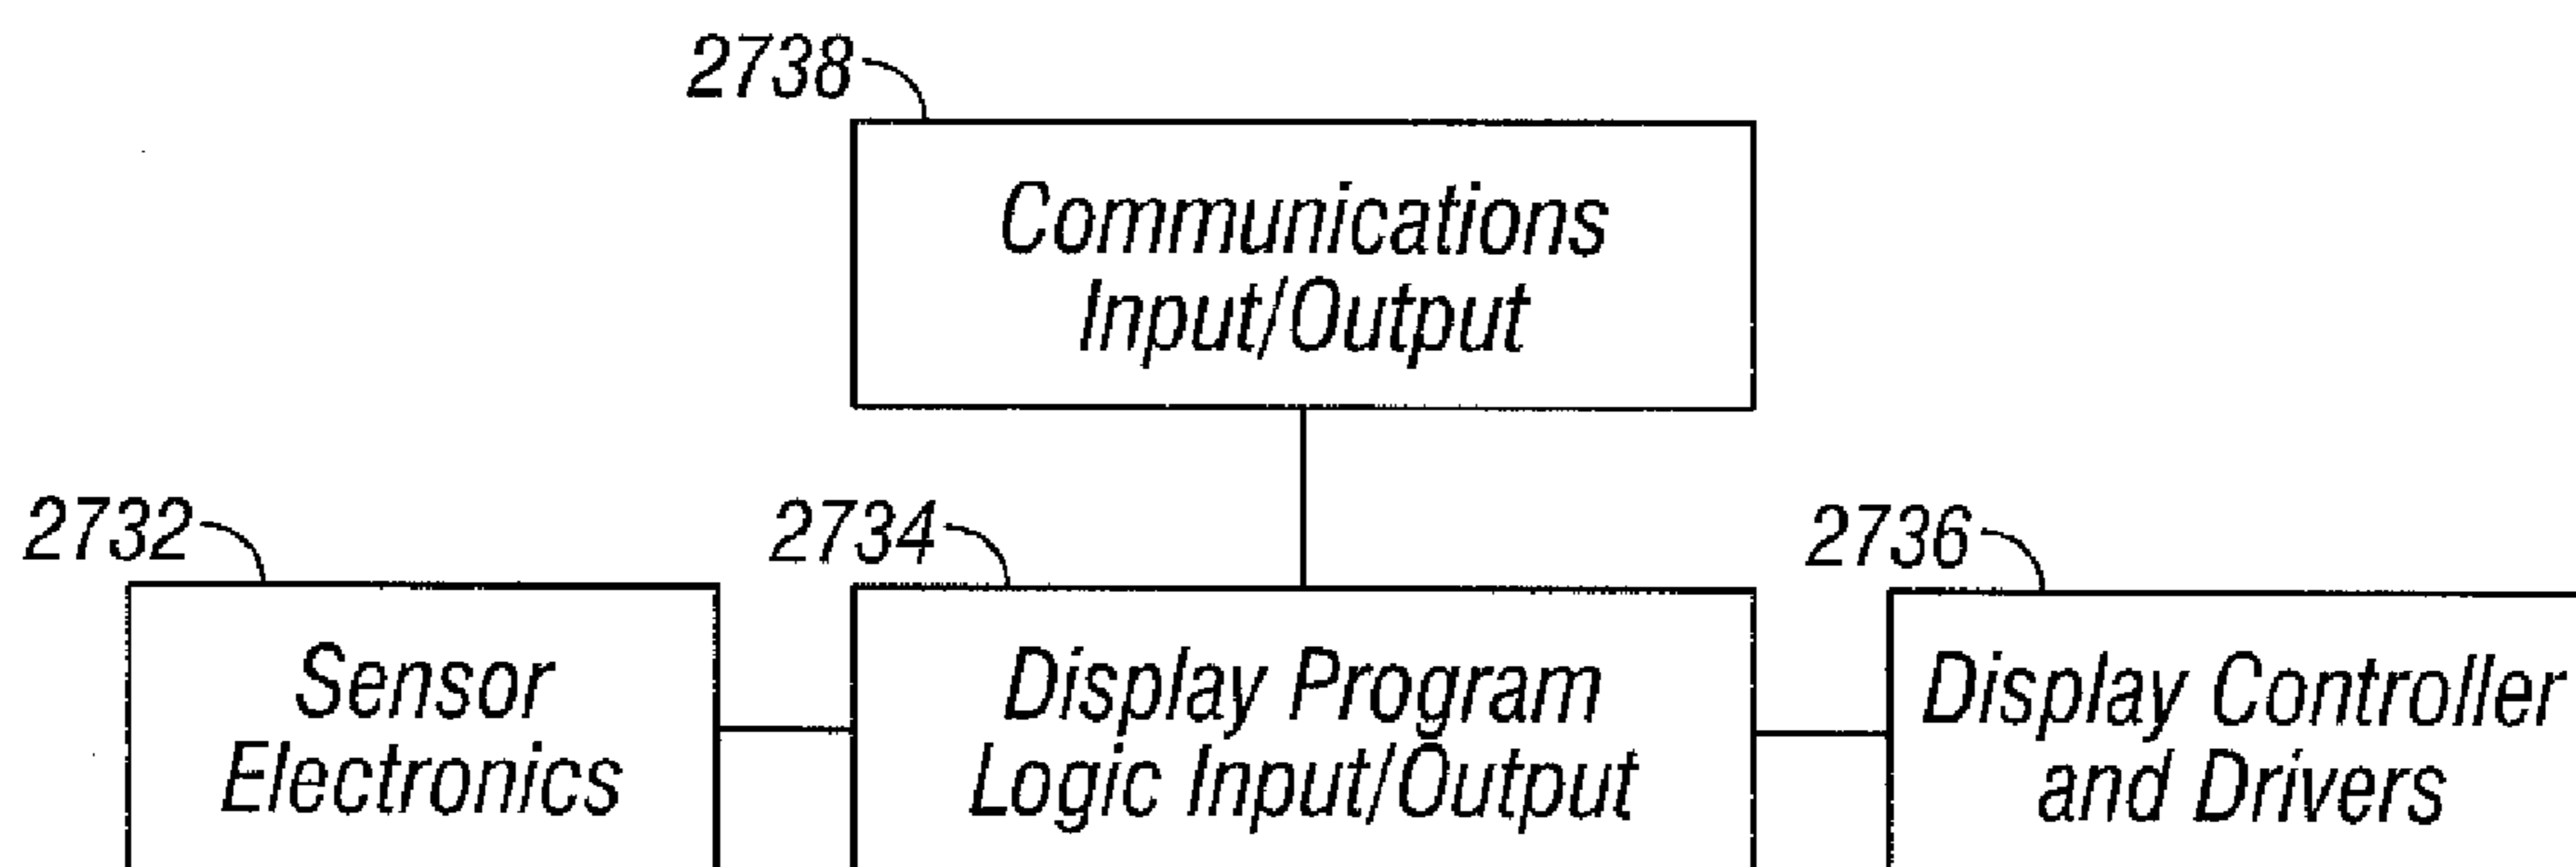 2738
Communications
Input/Output
2732
Sensor
Electronics
2734
Display Program
Logic Input/Output
2736
Display Controller
and Drivers